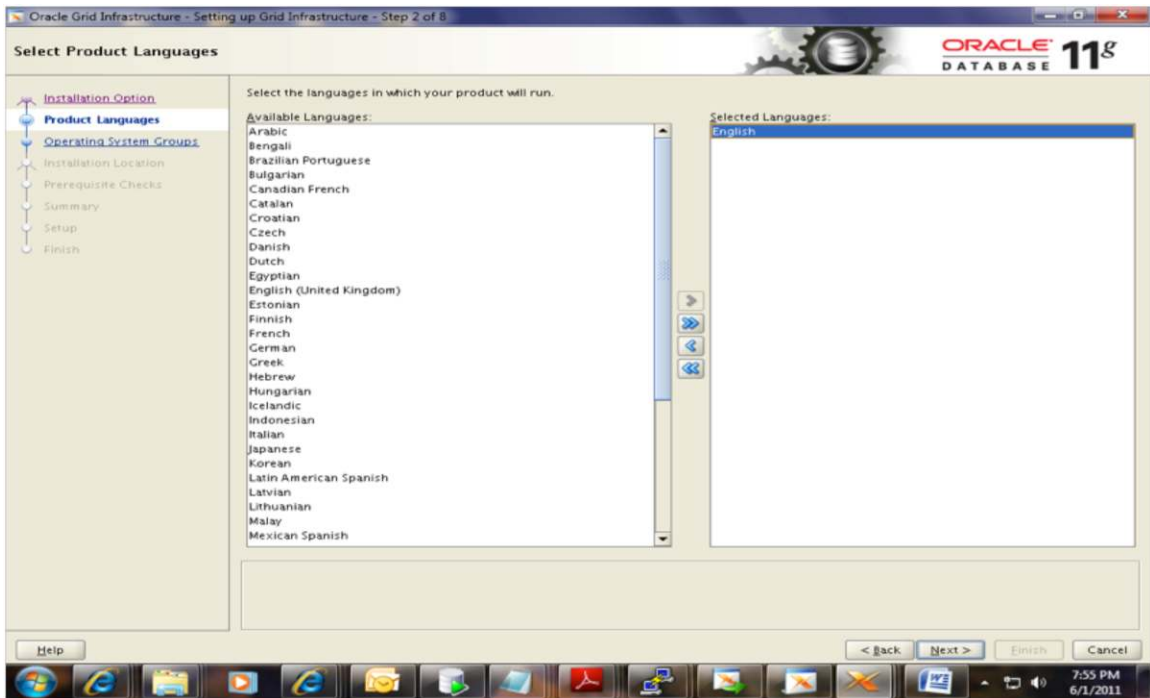 Oracle Grid Infrastructure - Setting up Grid Infrastructure - Step 2 of 8
Select Product Languages
ORACLE
DATABASE 11g
Installation Option
Product Languages
Operating System Groups
Installation Location
Prerequisite Checks
Summary
Setup
Finish
Select the languages in which your product will run.
Available Languages:
Arabic
Bengali
Brazilian Portuguese
Bulgarian
Canadian French
Catalan
Croatian
Czech
Danish
Dutch
Egyptian
English (United Kingdom)
Estonian
Finnish
French
German
Greek
Hebrew
Hungarian
Icelandic
Indonesian
Italian
Japanese
Korean
Latin American Spanish
Latvian
Lithuanian
Malay
Mexican Spanish
Selected Languages:
English
Help
< Back
Next >
Finish
Cancel
7:55 PM
6/1/2011